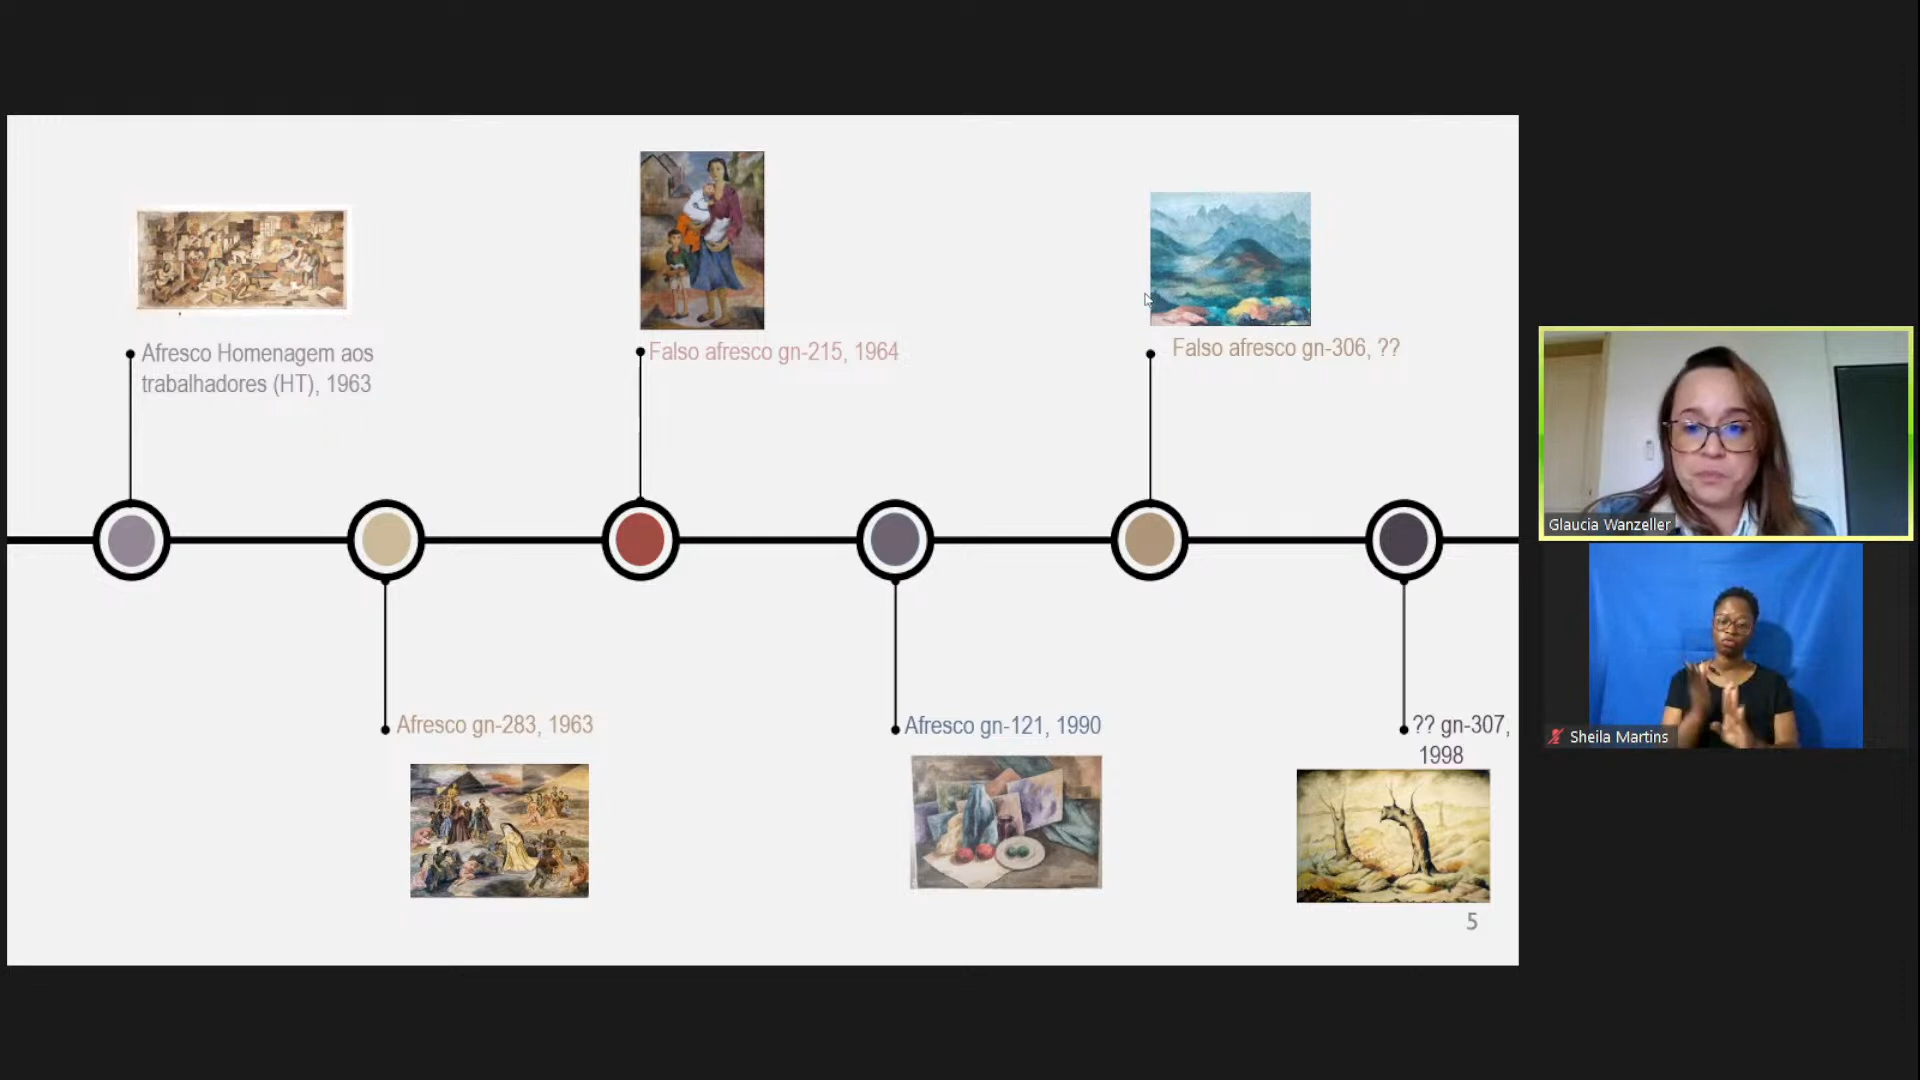 Afresco Homenagem aos
trabalhadores (HT), 1963
Falso afresco gn-215, 1964
Falso afresco gn-306, ??
Afresco gn-283, 1963
Afresco gn-121, 1990
?? gn-307,
1998
5
Glaucia Wanzeller
Sheila Martins